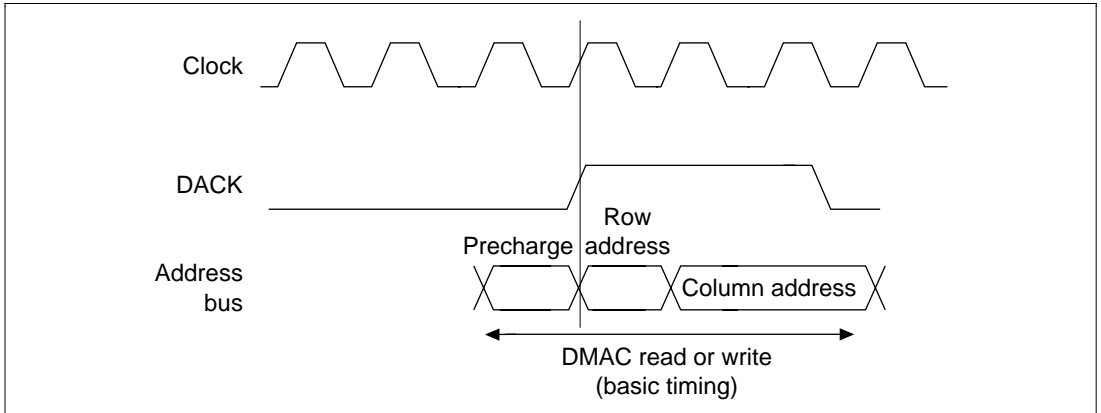 Clock
DACK
Row
Precharge address
Address
bus
Column address
DMAC read or write
(basic timing)